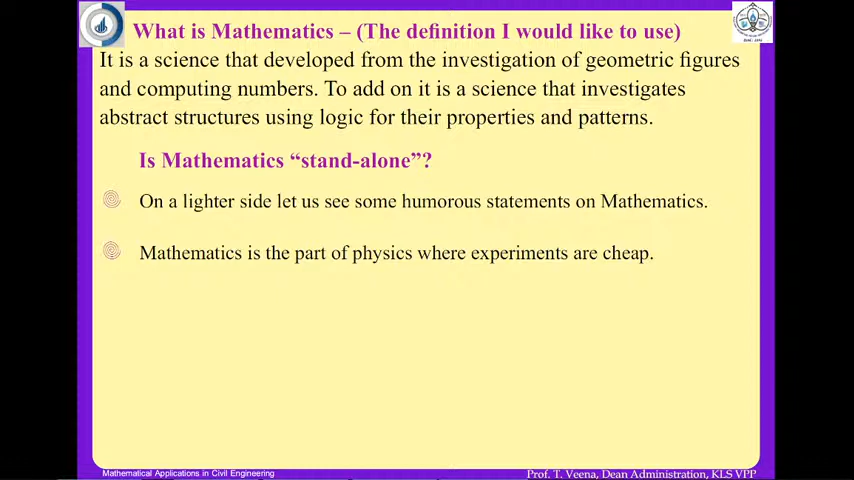 What is Mathematics – (The definition I would like to use)
It is a science that developed from the investigation of geometric figures
and computing numbers. To add on it is a science that investigates
abstract structures using logic for their properties and patterns.
Is Mathematics “stand-alone”?
On a lighter side let us see some humorous statements on Mathematics.
Mathematics is the part of physics where experiments are cheap.
Mathematical Applications in Civil Engineering
Prof. T. Veena, Dean Administration, KLS VPP